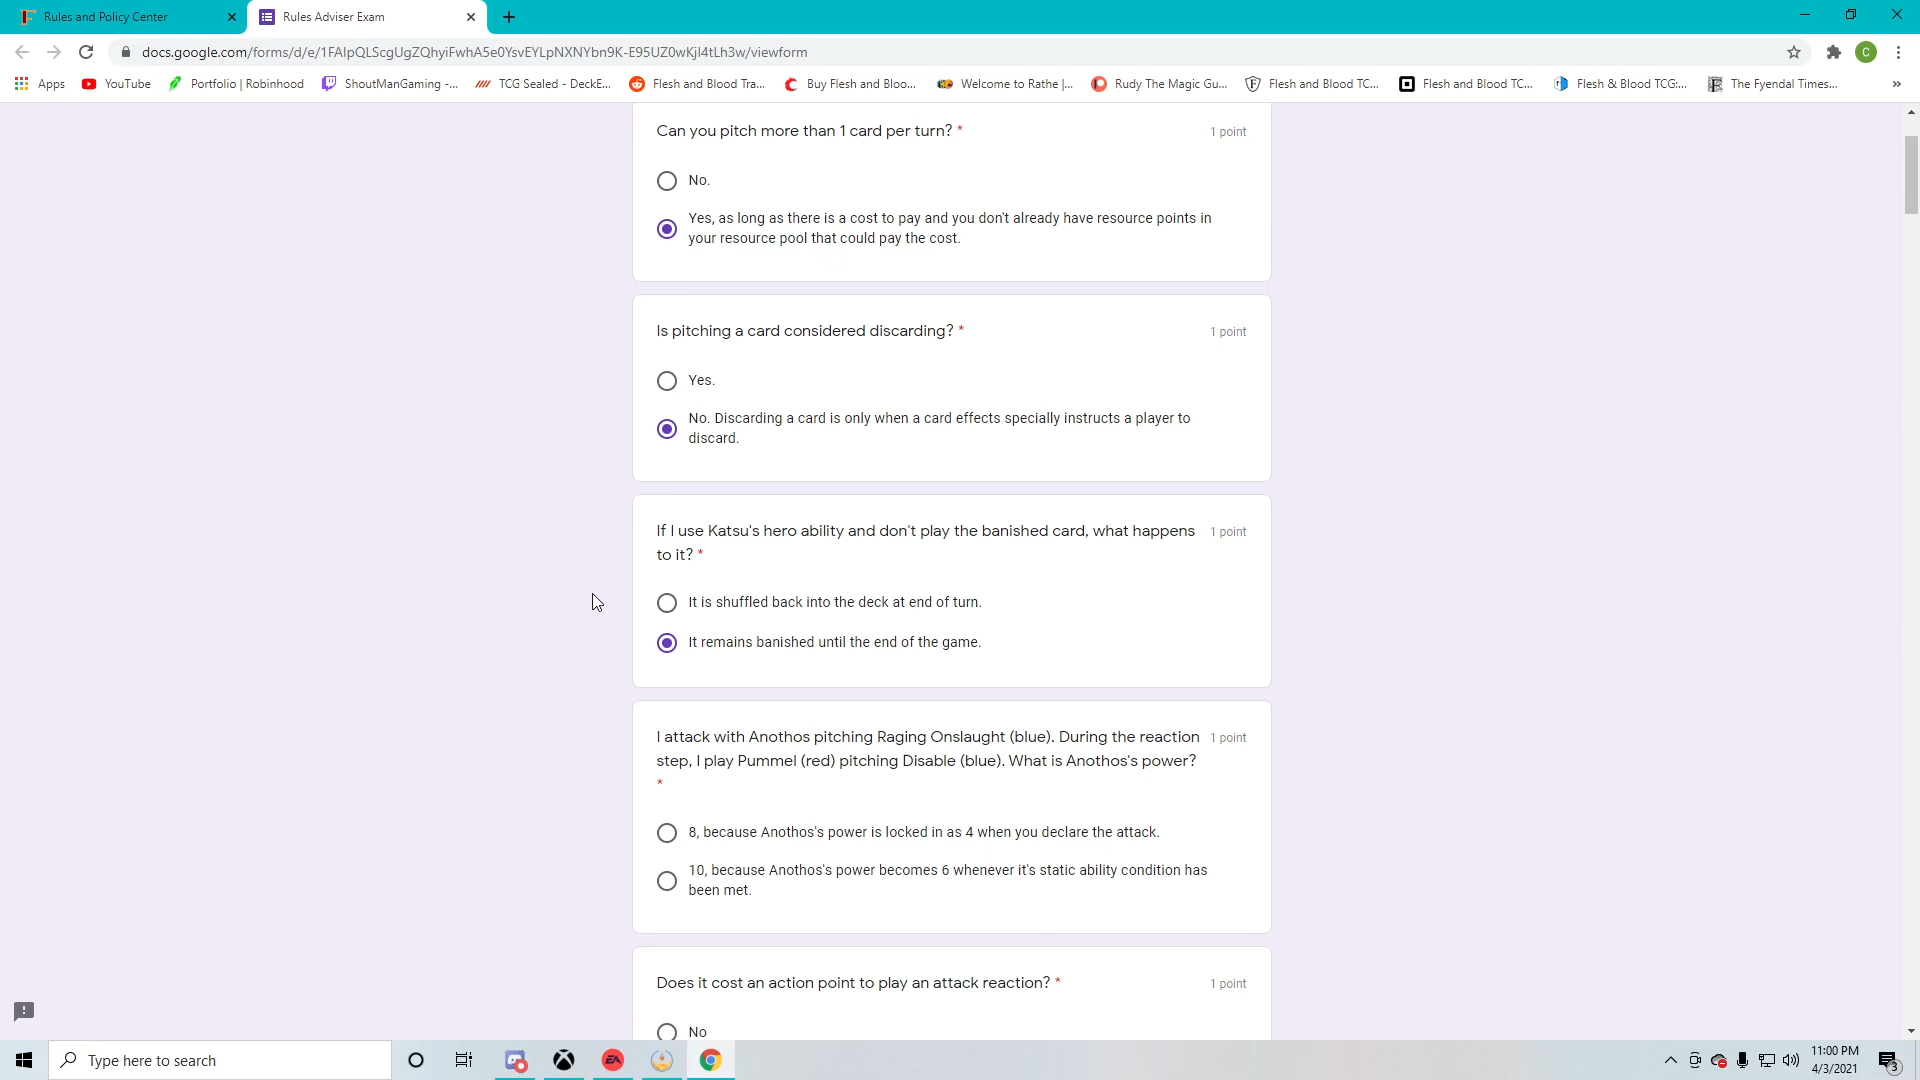 Rules and Policy Center
Rules Adviser Exam
docs.google.com/forms/d/e/1FAIpQLScgUgZQhyiFwhA5e0YsvEYLpNXNYbn9K-E95UZ0wKjI4tLh3w/viewform
C
Apps
YouTube
Portfolio | Robinhood
ShoutManGaming -...
TCG Sealed - DeckE...
Flesh and Blood Tra...
Buy Flesh and Bloo...
Welcome to Rathe |...
Rudy The Magic Gu...
Flesh and Blood TC...
Flesh and Blood TC...
Flesh & Blood TCG:...
The Fyendal Times...
»
Can you pitch more than 1 card per turn? *
1 point
No.
Yes, as long as there is a cost to pay and you don't already have resource points in
your resource pool that could pay the cost.
Is pitching a card considered discarding? *
1 point
Yes.
No. Discarding a card is only when a card effects specially instructs a player to
discard.
If I use Katsu's hero ability and don't play the banished card, what happens
1 point
to it? *
It is shuffled back into the deck at end of turn.
It remains banished until the end of the game.
I attack with Anothos pitching Raging Onslaught (blue). During the reaction
1 point
step, I play Pummel (red) pitching Disable (blue). What is Anothos's power?
*
8, because Anothos's power is locked in as 4 when you declare the attack.
10, because Anothos's power becomes 6 whenever it's static ability condition has
been met.
Does it cost an action point to play an attack reaction? *
1 point
No
Type here to search
EA
11:00 PM
4/3/2021
3